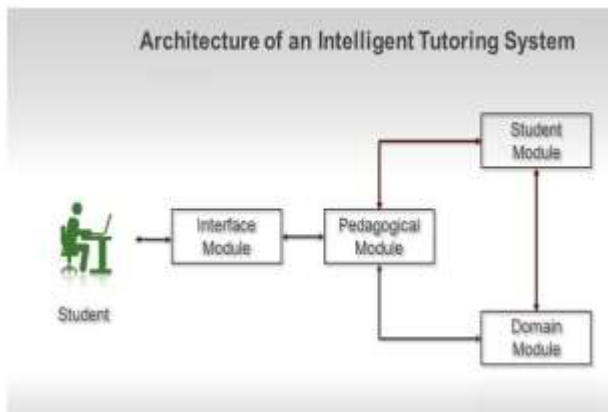 Architecture of an Intelligent Tutoring System
Student
Module
Interface
Module
Pedagogical
Module
Student
Domain
Module